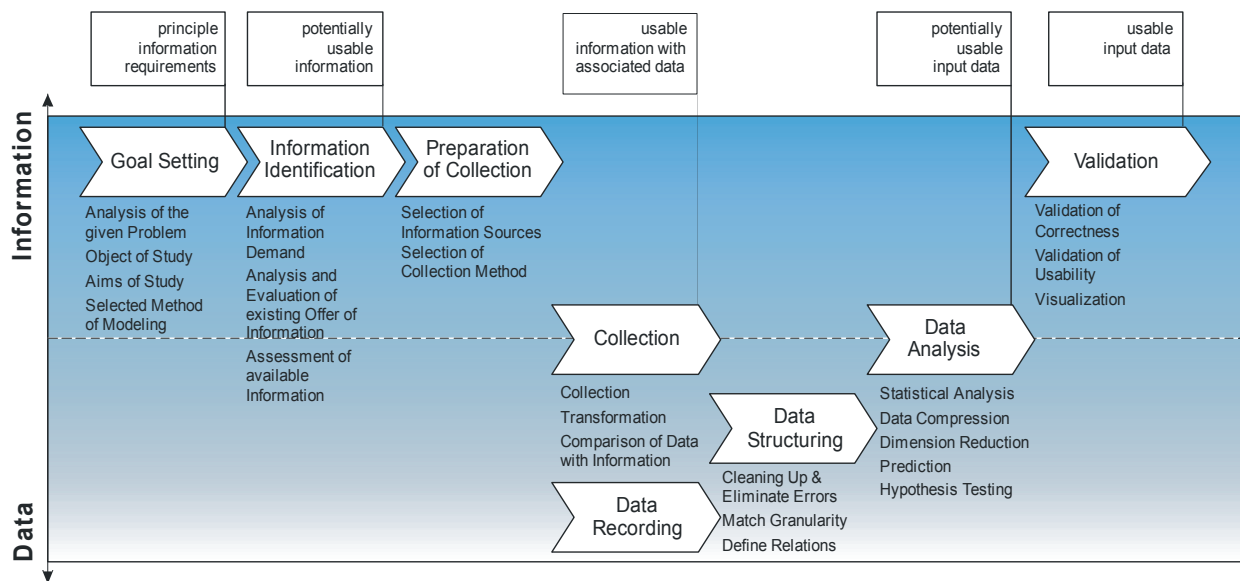 principle
information
requirements
potentially
usable
information
usable
information with
associated data
potentially
usable
input data
usable
input data
Information
Data
Goal Setting
Analysis of the
given Problem
Object of Study
Aims of Study
Selected Method
of Modeling
Information
Identification
Analysis of
Information
Demand
Analysis and
Evaluation of
existing Offer of
Information
Assessment of
available
Information
Preparation
of Collection
Selection of
Information Sources
Selection of
Collection Method
Collection
Collection
Transformation
Comparison of Data
with Information
Data
Recording
Data
Structuring
Cleaning Up &
Eliminate Errors
Match Granularity
Define Relations
Data
Analysis
Statistical Analysis
Data Compression
Dimension Reduction
Prediction
Hypothesis Testing
Validation
Validation of
Correctness
Validation of
Usability
Visualization